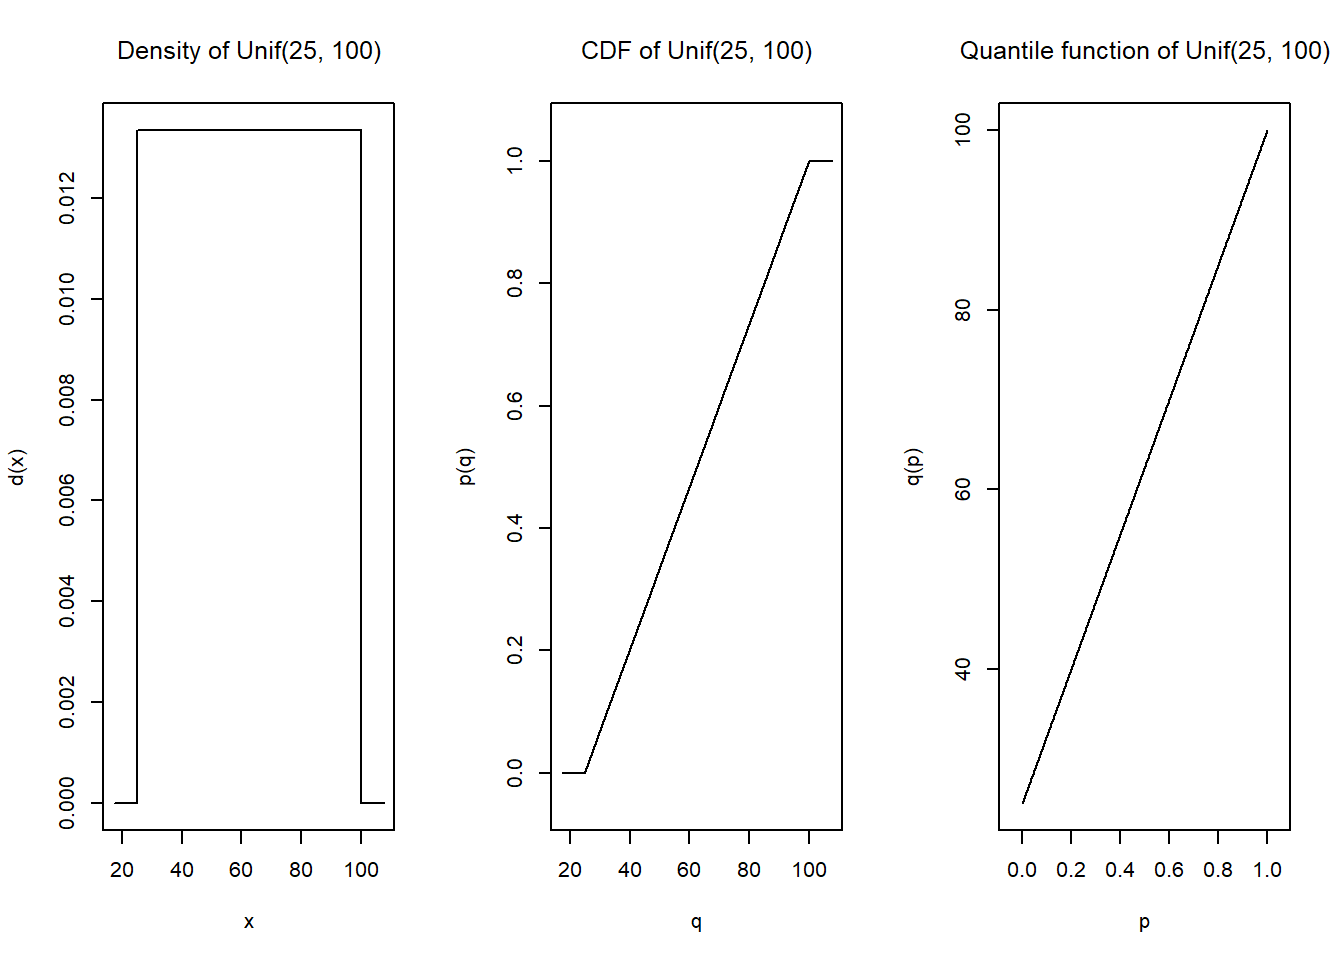 Density of Unif(25, 100)
d(x)
0.012
0.010
0.008
0.006
0.004
0.002
0.000
20 40 60 80 100
x
CDF of Unif(25, 100)
p(q)
1.0
0.8
0.6
0.4
0.2
0.0
20 40 60 80 100
q
Quantile function of Unif(25, 100)
q(p)
100
80
60
40
0.0 0.2 0.4 0.6 0.8 1.0
p